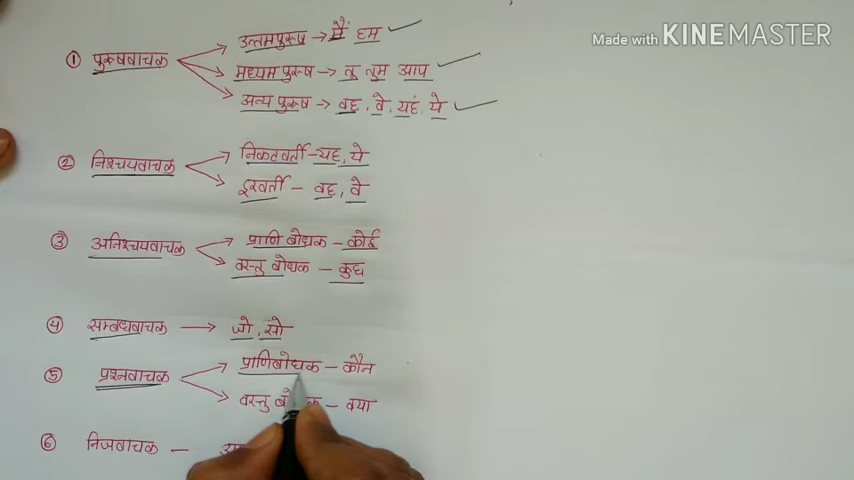 Made with KINEMASTER
① पुरुषवाचक → उत्तमपुरुष → मैं हम ✓
→ मध्यम पुरुष → तू तुम आप ✓
→ अन्य पुरुष → वह, वे, यह, ये ✓
② निश्चयवाचक → निकटवर्ती – यह, ये
→ दूरवर्ती – वह, वे
③ अनिश्चयवाचक → प्राणि बोधक – कोई
→ वस्तु बोधक – कुछ
④ सम्बधवाचक → जो, सो
⑤ प्रश्नवाचक → प्राणिबोधक – कौन
→ वस्तु – क्या
⑥ निजवाचक –